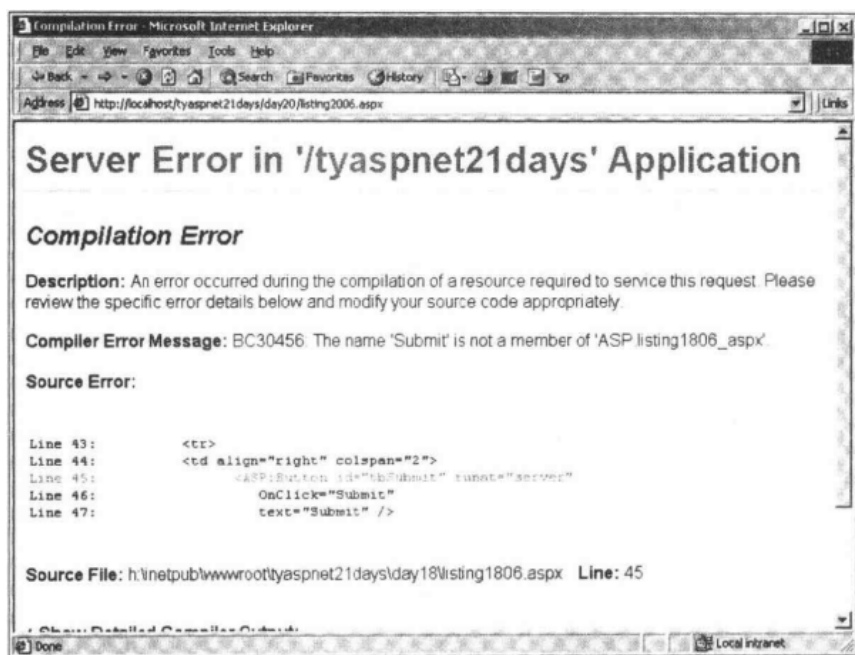 Compilation Error - Microsoft Internet Explorer
File Edit View Favorites Tools Help
Back Search Favorites History
Address http://localhost/tyaspnet21days/day20/listing2006.aspx Links
Server Error in '/tyaspnet21days' Application
Compilation Error
Description: An error occurred during the compilation of a resource required to service this request. Please
review the specific error details below and modify your source code appropriately.
Compiler Error Message: BC30456: The name 'Submit' is not a member of 'ASP.listing1806_aspx'.
Source Error:
Line 43: <tr>
Line 44: <td align="right" colspan="2">
Line 45: <ASP:Button id="tbSubmit" runat="server"
Line 46: OnClick="Submit"
Line 47: text="Submit" />
Source File: h:\inetpub\wwwroot\tyaspnet21days\day18\listing1806.aspx Line: 45
Show Detailed Compiler Output:
Done Local intranet